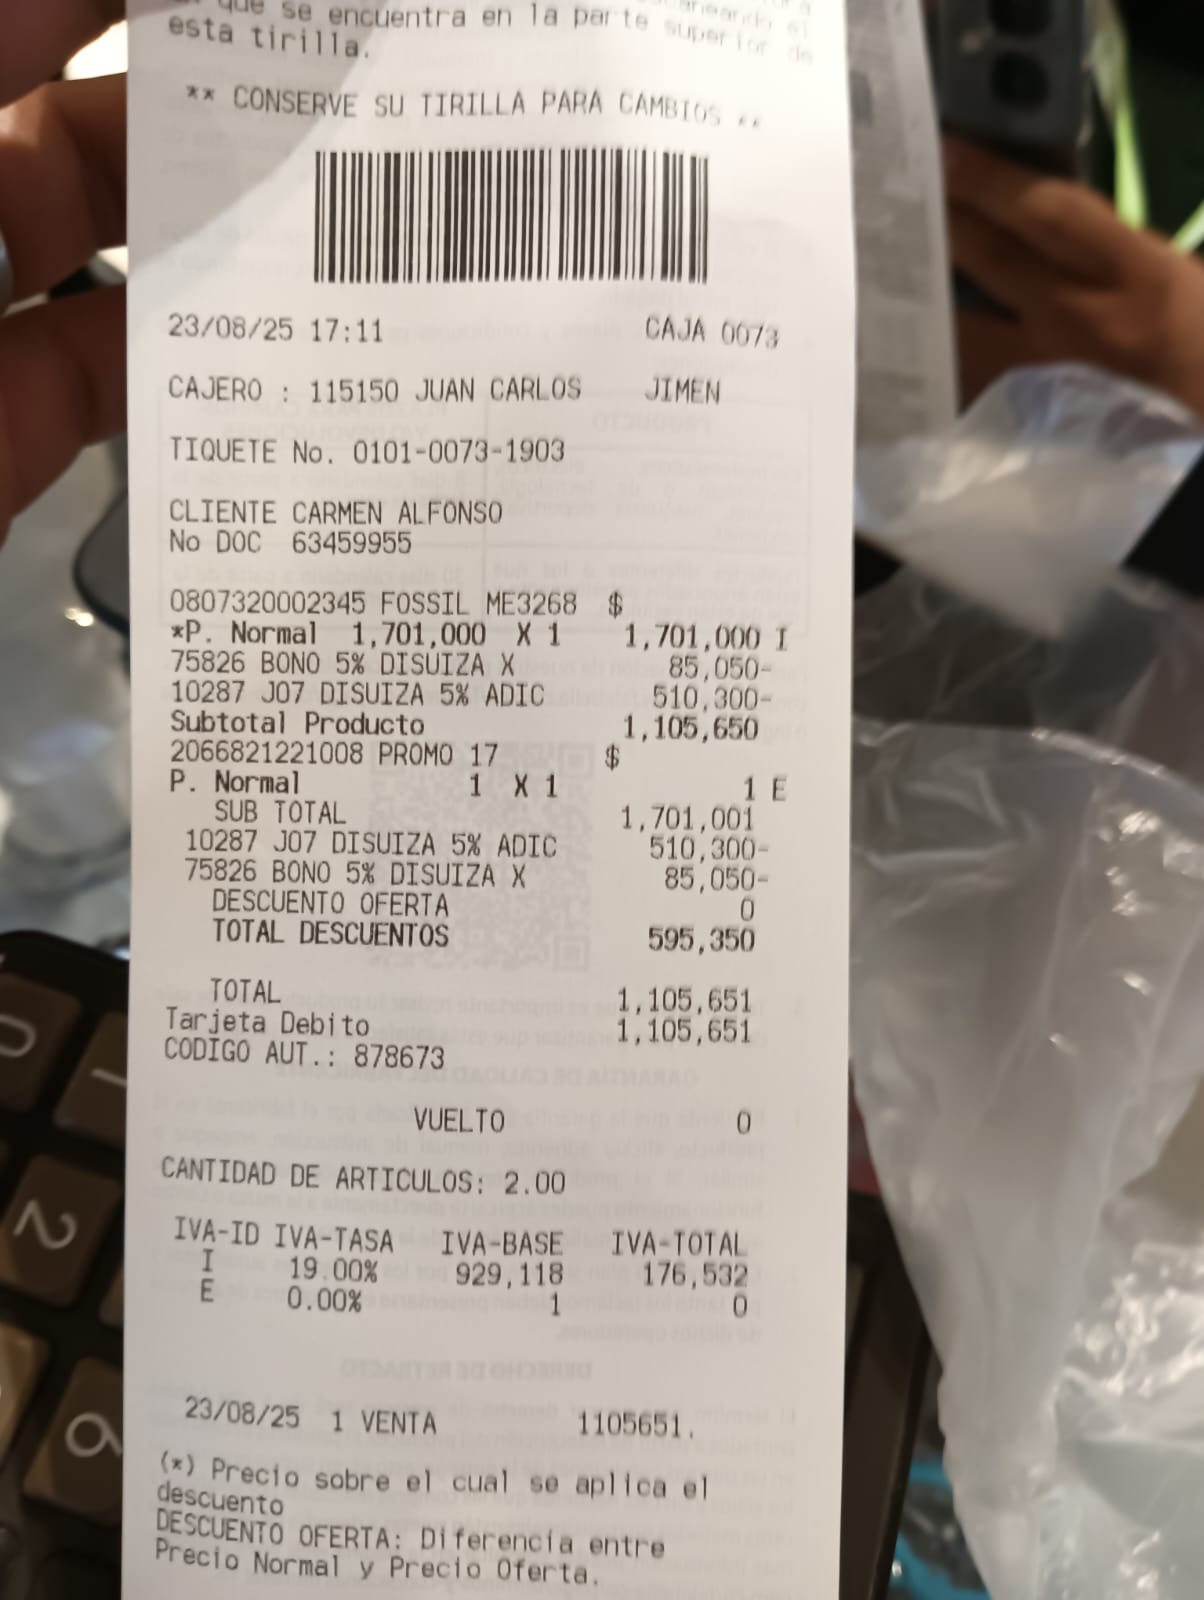 que se encuentra en la parte superior de
esta tirilla.
** CONSERVE SU TIRILLA PARA CAMBIOS **
23/08/25 17:11 CAJA 0073
CAJERO : 115150 JUAN CARLOS JIMEN
TIQUETE No. 0101-0073-1903
CLIENTE CARMEN ALFONSO
No DOC 63459955
0807320002345 FOSSIL ME3268 $
*P. Normal 1,701,000 X 1 1,701,000 I
75826 BONO 5% DISUIZA X 85,050-
10287 J07 DISUIZA 5% ADIC 510,300-
Subtotal Producto 1,105,650
2066821221008 PROMO 17 $
P. Normal 1 X 1 1 E
SUB TOTAL 1,701,001
10287 J07 DISUIZA 5% ADIC 510,300-
75826 BONO 5% DISUIZA X 85,050-
DESCUENTO OFERTA 0
TOTAL DESCUENTOS 595,350
TOTAL 1,105,651
Tarjeta Debito 1,105,651
CODIGO AUT.: 878673
VUELTO 0
CANTIDAD DE ARTICULOS: 2.00
IVA-ID IVA-TASA IVA-BASE IVA-TOTAL
I 19.00% 929,118 176,532
E 0.00% 1 0
23/08/25 1 VENTA 1105651.
(*) Precio sobre el cual se aplica el
descuento
DESCUENTO OFERTA: Diferencia entre
Precio Normal y Precio Oferta.
0
1
2
6